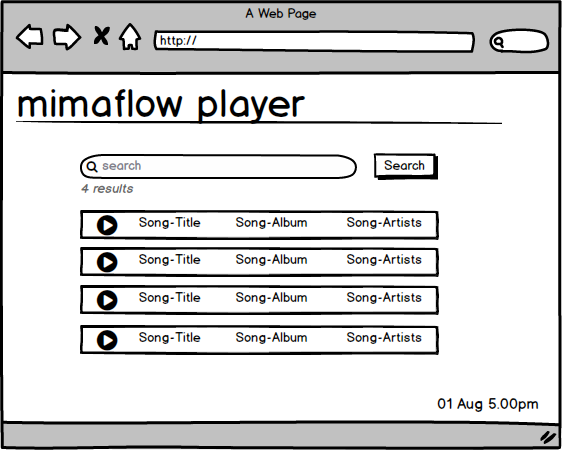 A Web Page
http://
mimaflow player
search
Search
4 results
Song-Title Song-Album Song-Artists
Song-Title Song-Album Song-Artists
Song-Title Song-Album Song-Artists
Song-Title Song-Album Song-Artists
01 Aug 5.00pm